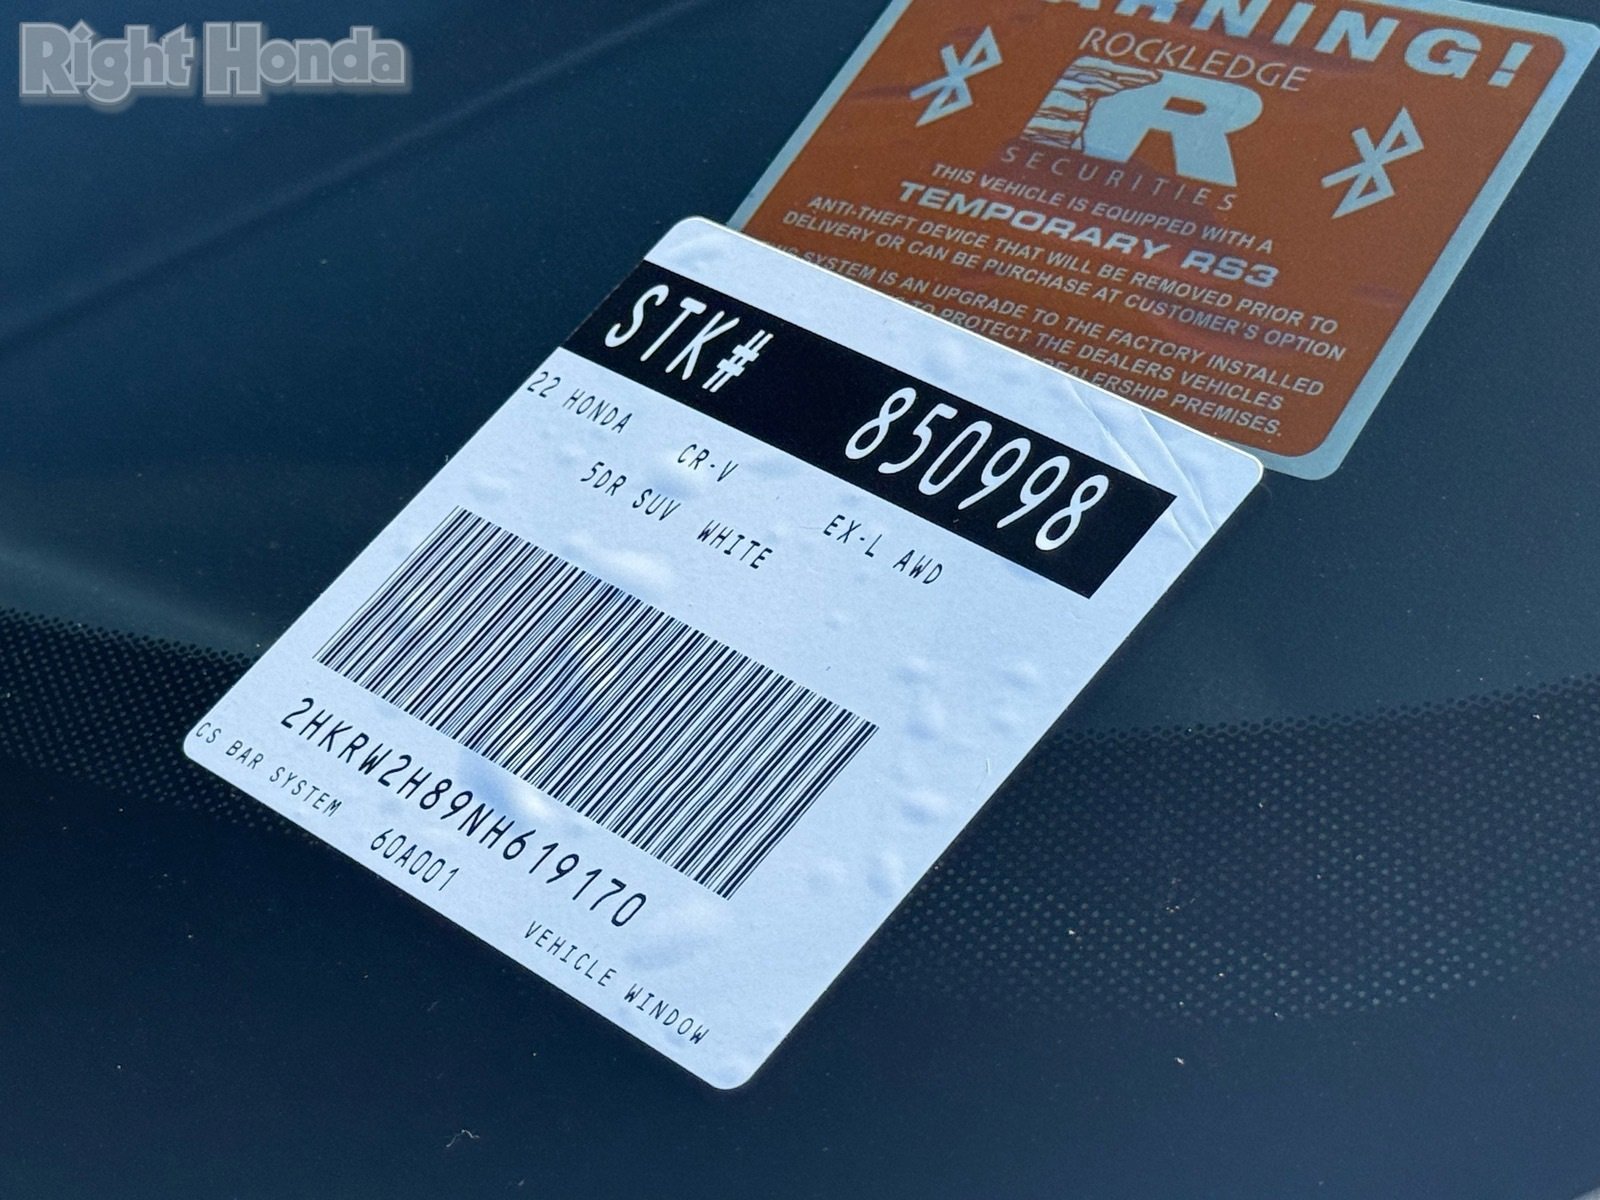 Right Honda
ROCKLEDGE
R
SECURITIES
THIS VEHICLE IS EQUIPPED WITH A
TEMPORARY RS3
ANTI-THEFT DEVICE THAT WILL BE REMOVED PRIOR TO
DELIVERY OR CAN BE PURCHASE AT CUSTOMER'S OPTION
SYSTEM IS AN UPGRADE TO THE FACTORY INSTALLED
TO PROTECT THE DEALERS VEHICLES
DEALERSHIP PREMISES.
STK# 850998
22 HONDA CR-V EX-L AWD
5DR SUV WHITE
2HKRW2H89NH619170
CS BAR SYSTEM 60A001 VEHICLE WINDOW